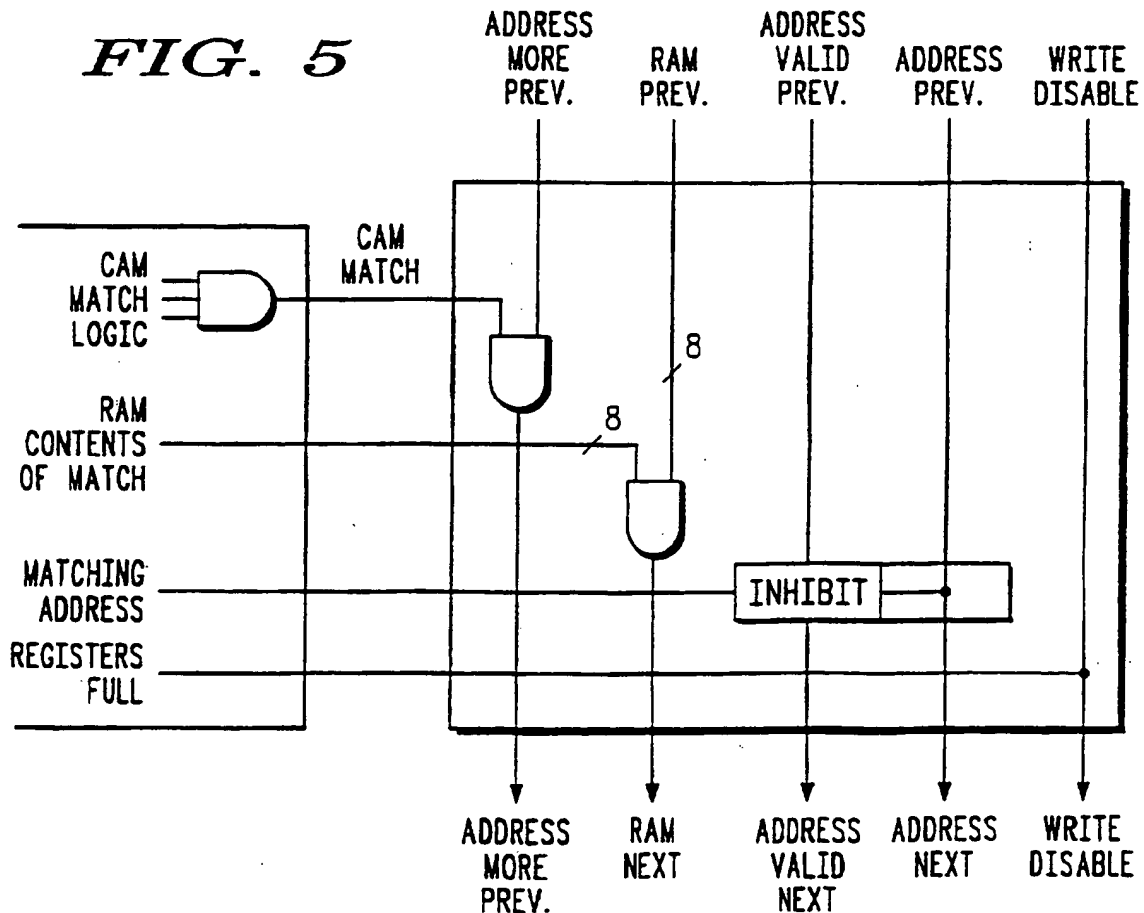 FIG. 5
ADDRESS
MORE
PREV.
RAM
PREV.
ADDRESS
VALID
PREV.
ADDRESS
PREV.
WRITE
DISABLE
CAM
MATCH
LOGIC
CAM
MATCH
8
RAM
CONTENTS
OF MATCH
8
MATCHING
ADDRESS
INHIBIT
REGISTERS
FULL
ADDRESS
MORE
PREV.
RAM
NEXT
ADDRESS
VALID
NEXT
ADDRESS
NEXT
WRITE
DISABLE